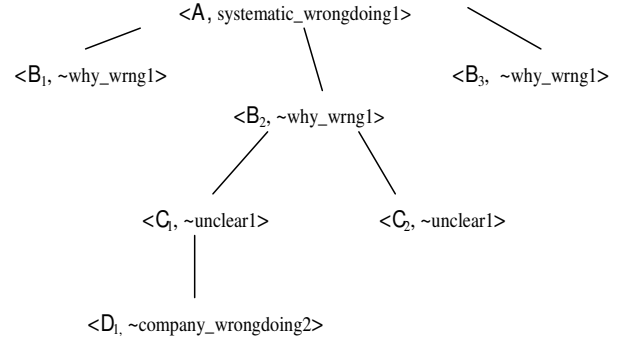 <A, systematic_wrongdoing1>
<B1, ~why_wrng1>
<B3, ~why_wrng1>
<B2, ~why_wrng1>
<C1, ~unclear1>
<C2, ~unclear1>
<D1, ~company_wrongdoing2>